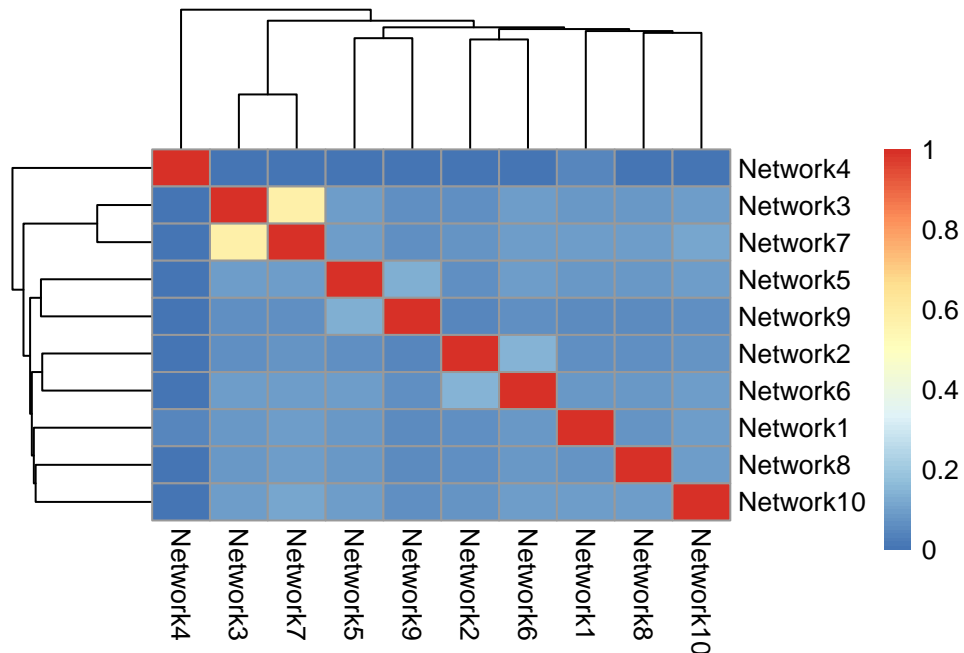 Network4
Network3
Network7
Network5
Network9
Network2
Network6
Network1
Network8
Network10
1
0.8
0.6
0.4
0.2
0
Network4
Network3
Network7
Network5
Network9
Network2
Network6
Network1
Network8
Network10